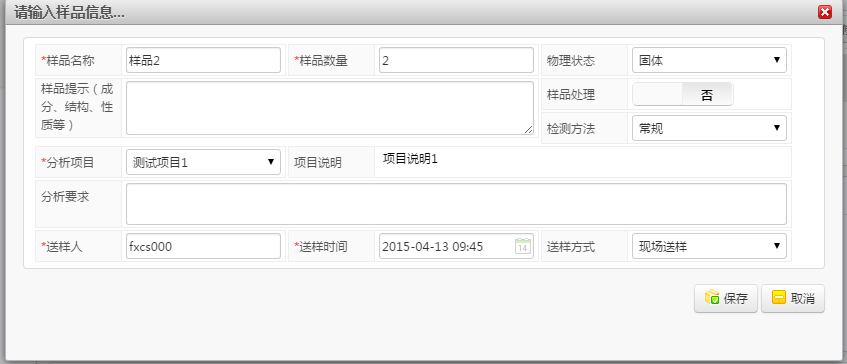 请输入样品信息...
*样品名称 样品2 *样品数量 2 物理状态 固体
样品提示（成分、结构、性质等） 样品处理 否
检测方法 常规
*分析项目 测试项目1 项目说明 项目说明1
分析要求
*送样人 fxcs000 *送样时间 2015-04-13 09:45 14 送样方式 现场送样
保存 取消